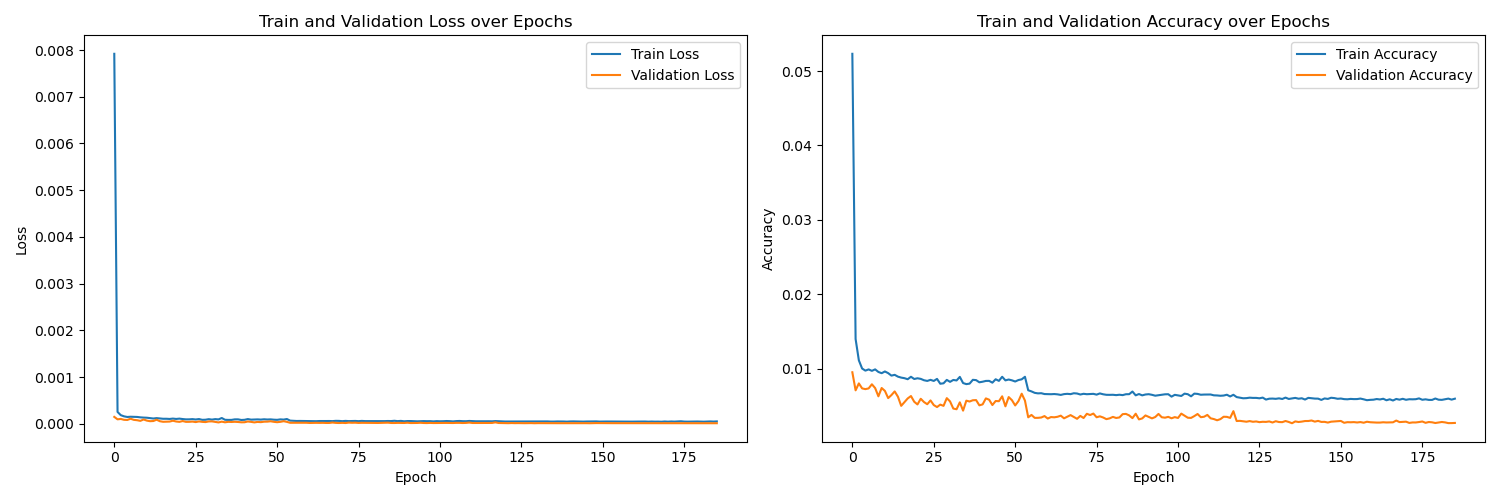 Train and Validation Loss over Epochs
Train Loss
Validation Loss
0.008
0.007
0.006
0.005
0.004
0.003
0.002
0.001
0.000
Loss
0 25 50 75 100 125 150 175
Epoch
Train and Validation Accuracy over Epochs
Train Accuracy
Validation Accuracy
0.05
0.04
0.03
0.02
0.01
Accuracy
0 25 50 75 100 125 150 175
Epoch